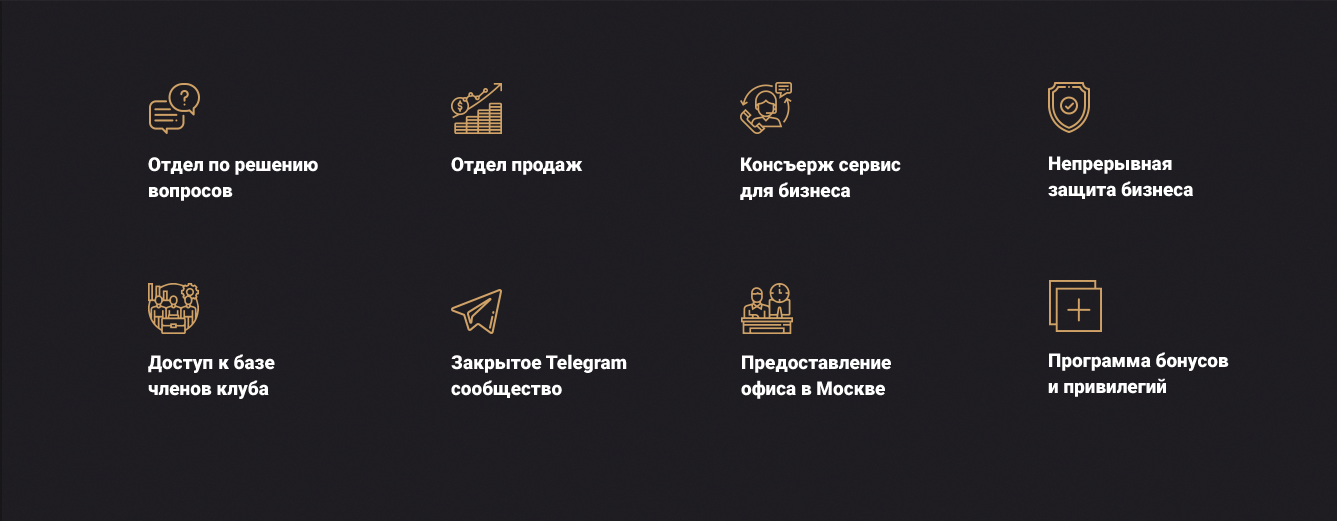 Отдел по решению
вопросов
Отдел продаж
Консъерж сервис
для бизнеса
Непрерывная
защита бизнеса
Доступ к базе
членов клуба
Закрытое Telegram
сообщество
Предоставление
офиса в Москве
Программа бонусов
и привилегий